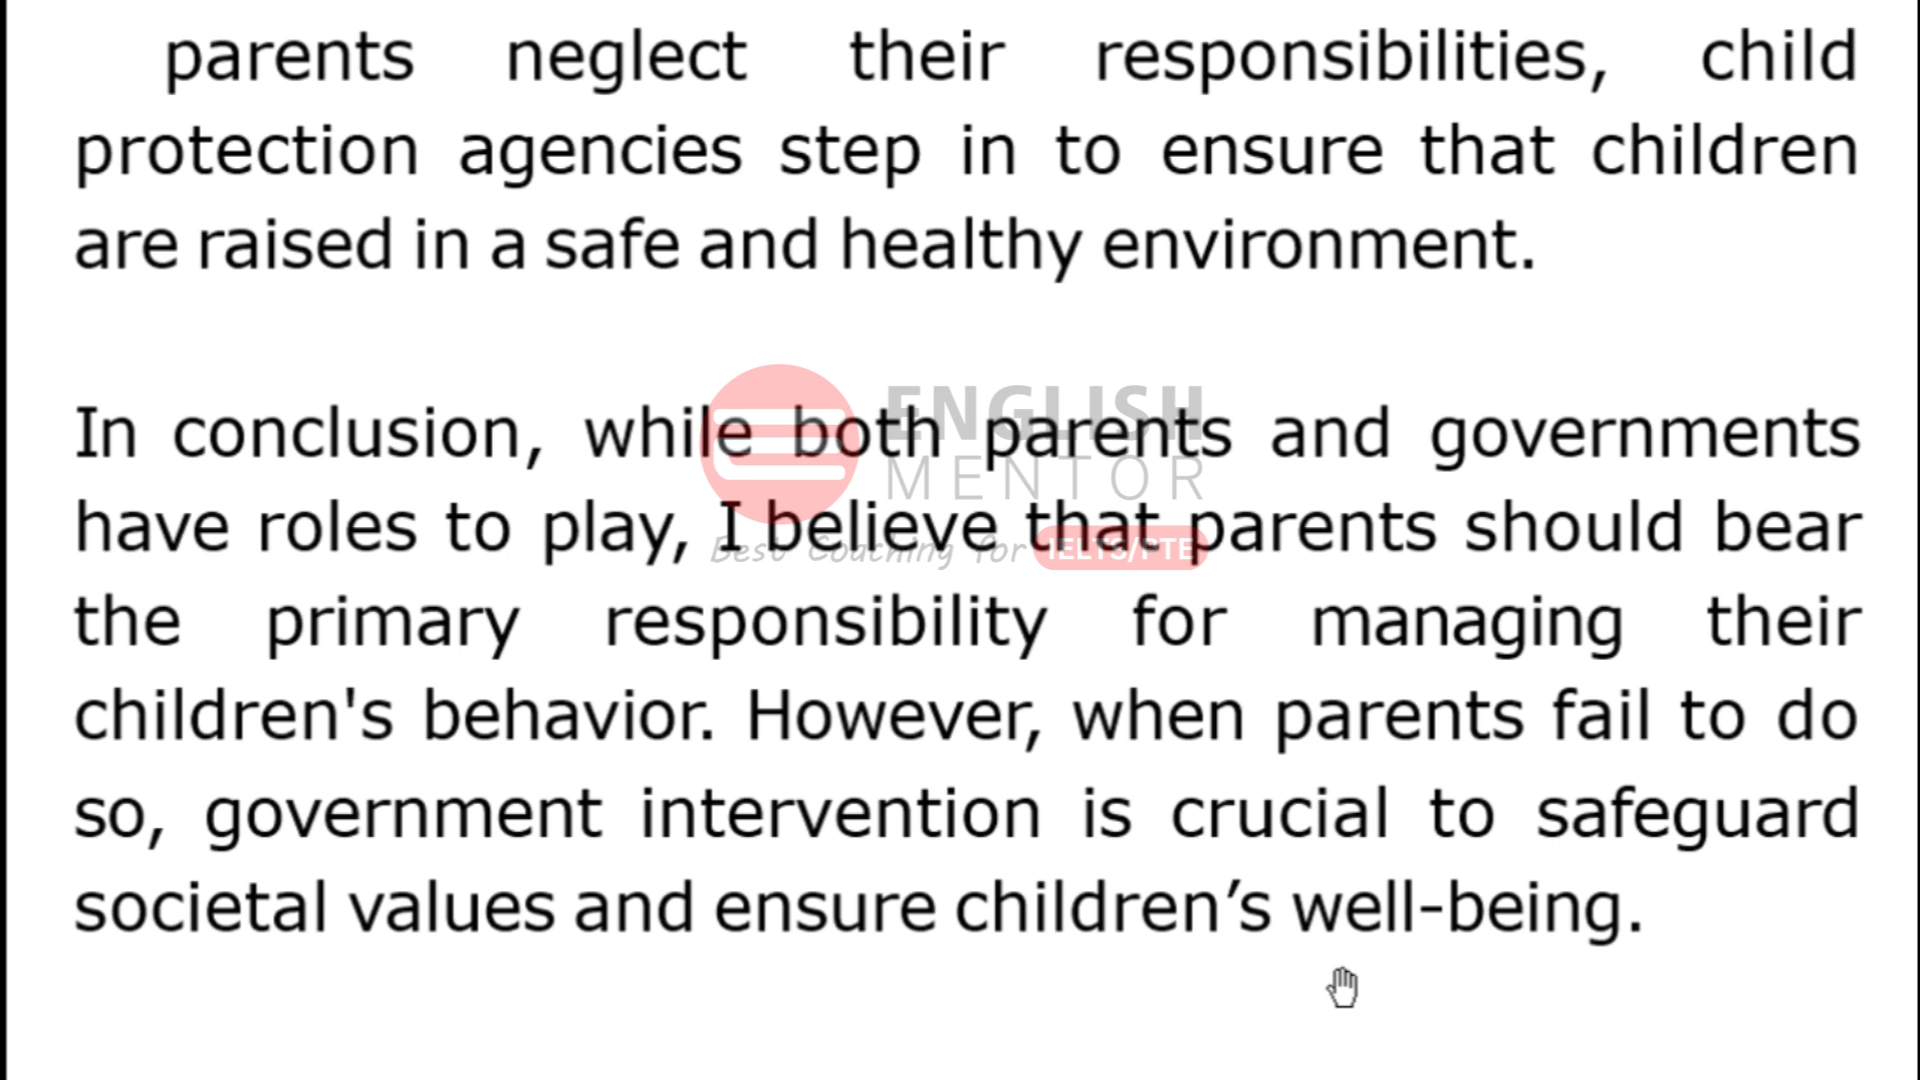 parents neglect their responsibilities, child
protection agencies step in to ensure that children
are raised in a safe and healthy environment.
In conclusion, while both parents and governments
have roles to play, I believe that parents should bear
the primary responsibility for managing their
children's behavior. However, when parents fail to do
so, government intervention is crucial to safeguard
societal values and ensure children’s well-being.
ENGLISH
MENTOR
Best Coaching for IELTS/PTE